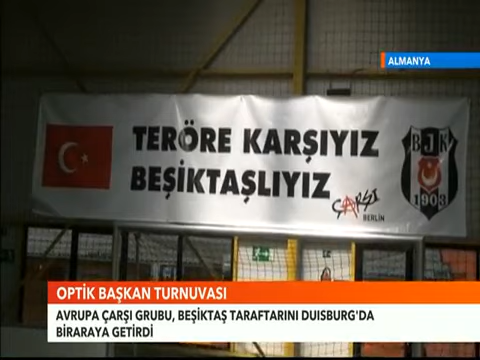 ALMANYA
TERÖRE KARŞIYIZ
BEŞİKTAŞLIYIZ
ÇARŞI
BERLIN
BJK
1903
OPTİK BAŞKAN TURNUVASI
AVRUPA ÇARŞI GRUBU, BEŞİKTAŞ TARAFTARINI DUISBURG'DA
BİRARAYA GETİRDİ